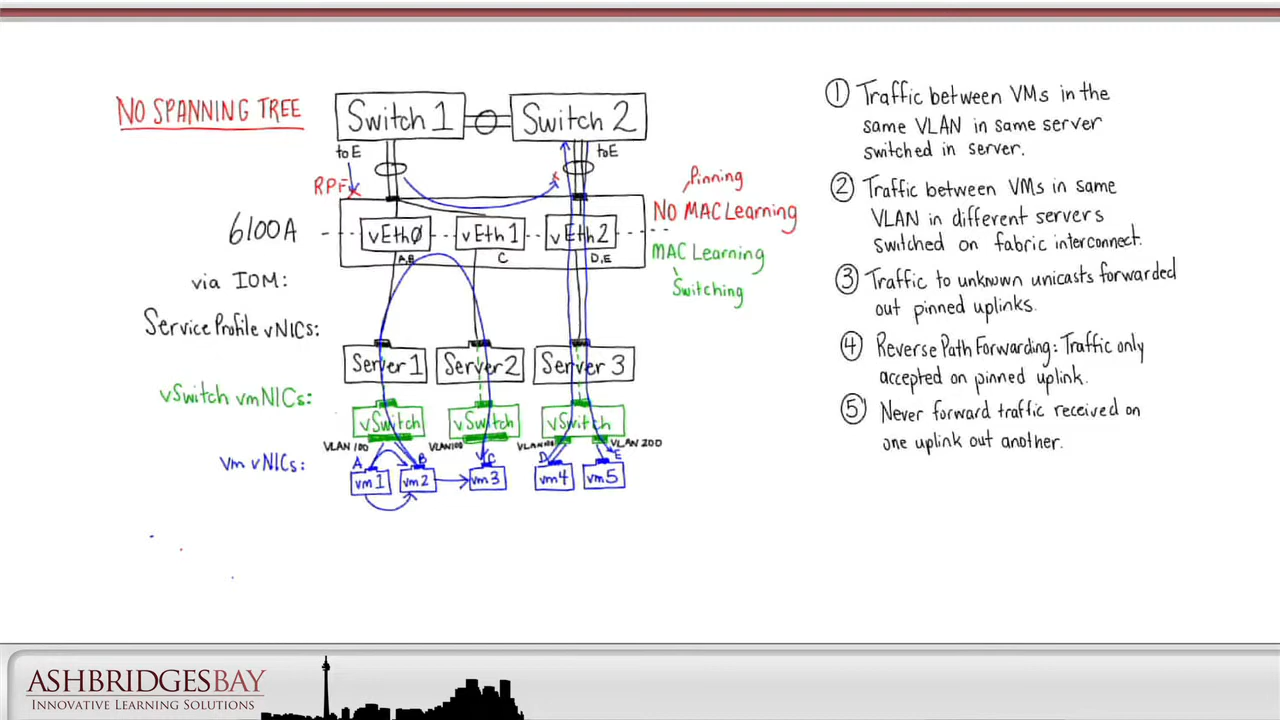 NO SPANNING TREE
Switch 1
Switch 2
to E
to E
RPF
Pinning
NO MAC Learning
6100A
vEth0
vEth1
vEth2
MAC Learning
A,B
C
D,E
Switching
via IOM:
Service Profile vNICs:
Server 1
Server 2
Server 3
vSwitch vmNICs:
vSwitch
vSwitch
vSwitch
VLAN 100
VLAN 100
VLAN 100
VLAN 200
vm vNICs:
A
B
C
D
E
vm1
vm2
vm3
vm4
vm5
① Traffic between VMs in the
same VLAN in same server
switched in server.
② Traffic between VMs in same
VLAN in different servers
switched on fabric interconnect.
③ Traffic to unknown unicasts forwarded
out pinned uplinks.
④ Reverse Path Forwarding: Traffic only
accepted on pinned uplink.
⑤ Never forward traffic received on
one uplink out another.
ASHBRIDGESBAY
INNOVATIVE LEARNING SOLUTIONS